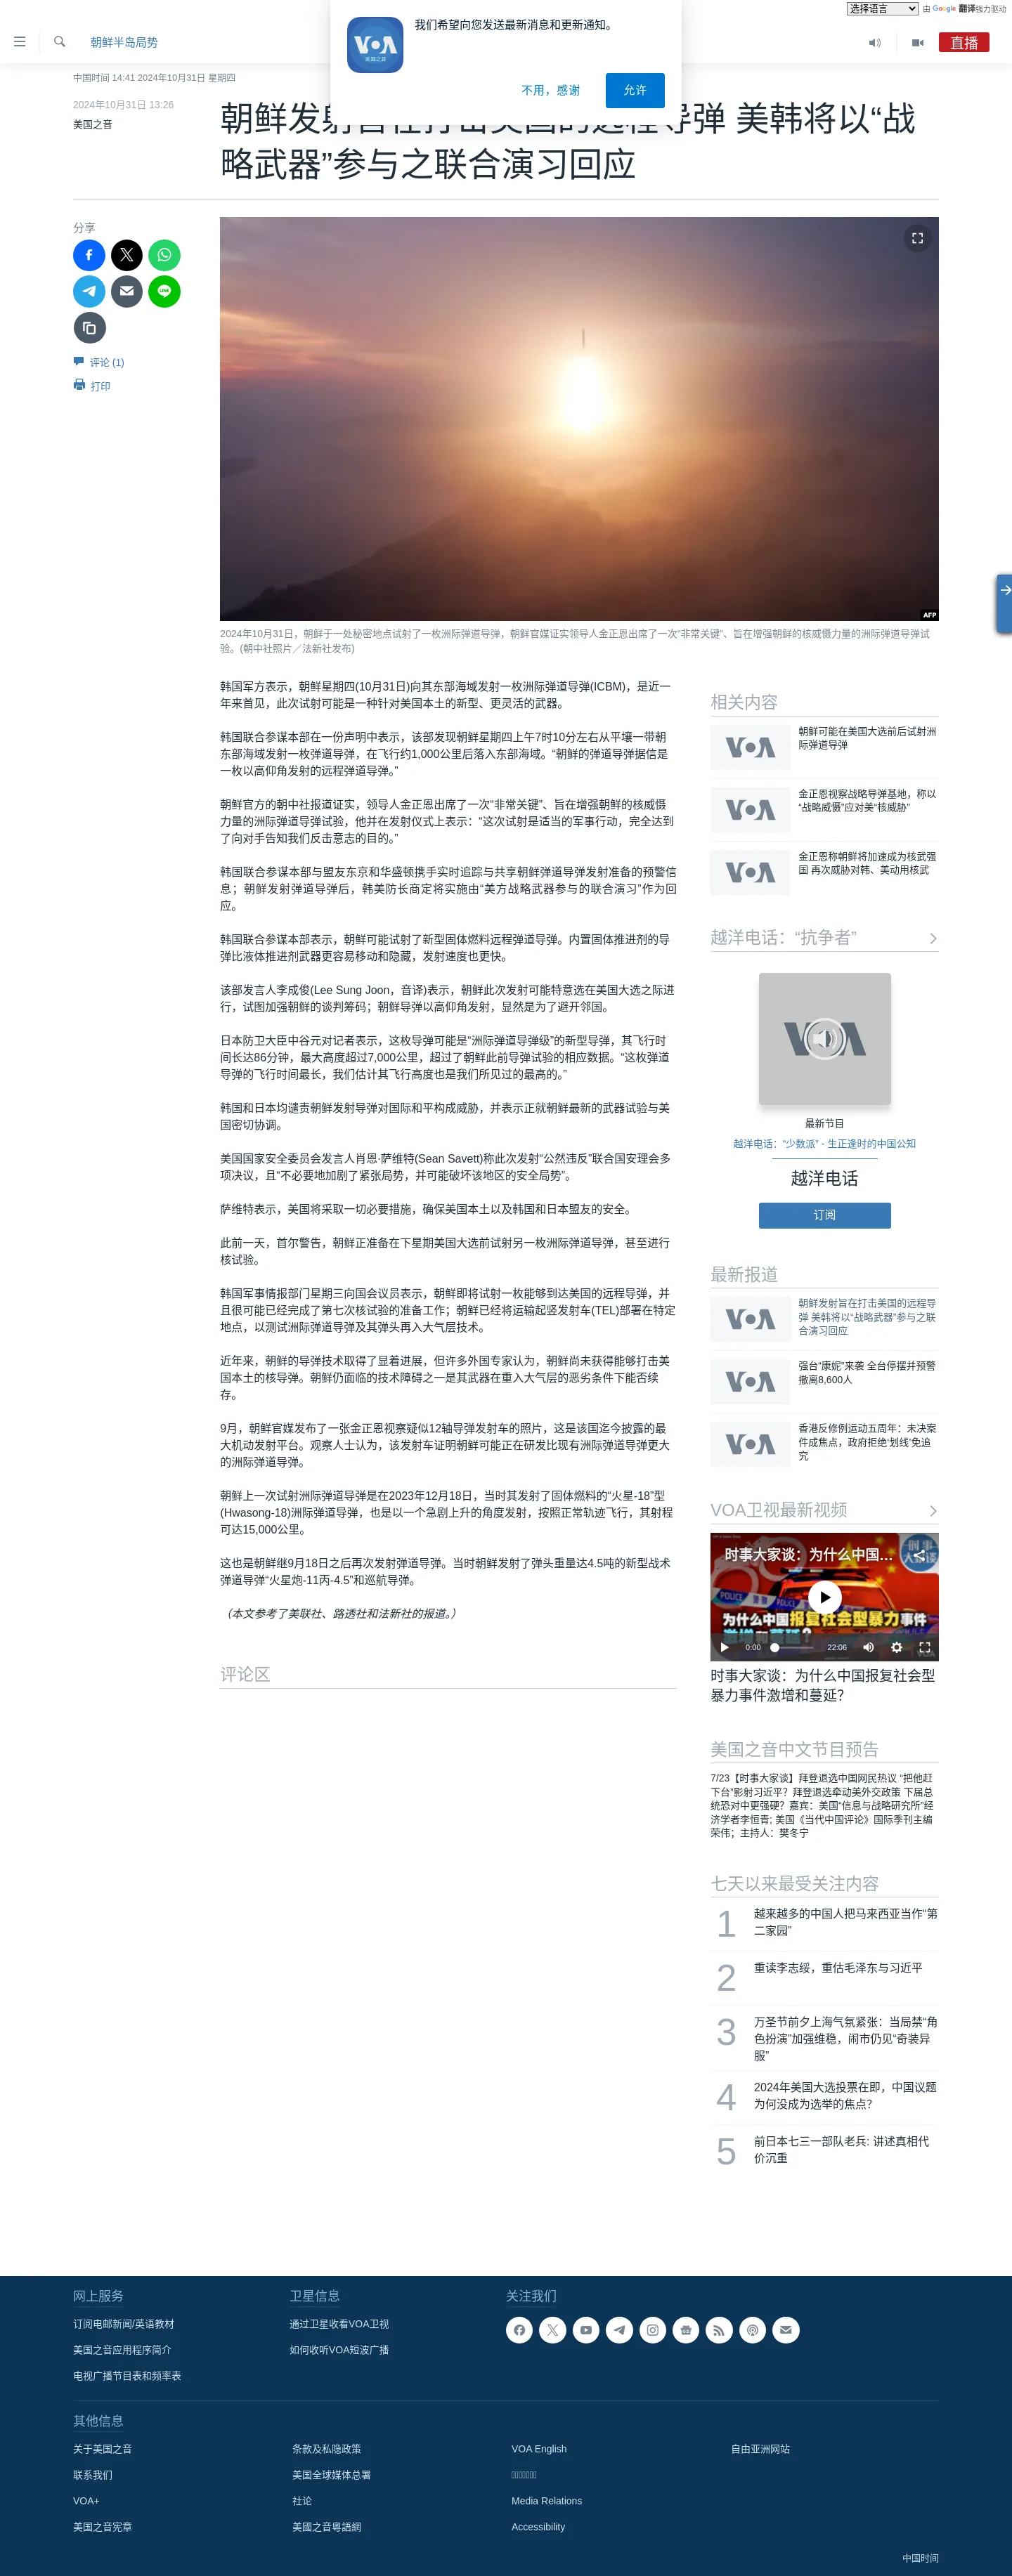 选择语言
由 Google 翻译强力驱动
我们希望向您发送最新消息和更新通知。
不用，感谢
允许
朝鲜半岛局势
直播
中国时间 14:41 2024年10月31日 星期四
2024年10月31日 13:26
美国之音
导弹 美韩将以“战
略武器”参与之联合演习回应
分享
评论 (1)
打印
AFP
2024年10月31日，朝鲜于一处秘密地点试射了一枚洲际弹道导弹，朝鲜官媒证实领导人金正恩出席了一次“非常关键”、旨在增强朝鲜的核威慑力量的洲际弹道导弹试
验。(朝中社照片／法新社发布)
韩国军方表示，朝鲜星期四(10月31日)向其东部海域发射一枚洲际弹道导弹(ICBM)，是近一
年来首见，此次试射可能是一种针对美国本土的新型、更灵活的武器。
韩国联合参谋本部在一份声明中表示，该部发现朝鲜星期四上午7时10分左右从平壤一带朝
东部海域发射一枚弹道导弹，在飞行约1,000公里后落入东部海域。“朝鲜的弹道导弹据信是
一枚以高仰角发射的远程弹道导弹。”
朝鲜官方的朝中社报道证实，领导人金正恩出席了一次“非常关键”、旨在增强朝鲜的核威慑
力量的洲际弹道导弹试验，他并在发射仪式上表示：“这次试射是适当的军事行动，完全达到
了向对手告知我们反击意志的目的。”
韩国联合参谋本部与盟友东京和华盛顿携手实时追踪与共享朝鲜弹道导弹发射准备的预警信
息；朝鲜发射弹道导弹后，韩美防长商定将实施由“美方战略武器参与的联合演习”作为回
应。
韩国联合参谋本部表示，朝鲜可能试射了新型固体燃料远程弹道导弹。内置固体推进剂的导
弹比液体推进剂武器更容易移动和隐藏，发射速度也更快。
该部发言人李成俊(Lee Sung Joon，音译)表示，朝鲜此次发射可能特意选在美国大选之际进
行，试图加强朝鲜的谈判筹码；朝鲜导弹以高仰角发射，显然是为了避开邻国。
日本防卫大臣中谷元对记者表示，这枚导弹可能是“洲际弹道导弹级”的新型导弹，其飞行时
间长达86分钟，最大高度超过7,000公里，超过了朝鲜此前导弹试验的相应数据。“这枚弹道
导弹的飞行时间最长，我们估计其飞行高度也是我们所见过的最高的。”
韩国和日本均谴责朝鲜发射导弹对国际和平构成威胁，并表示正就朝鲜最新的武器试验与美
国密切协调。
美国国家安全委员会发言人肖恩·萨维特(Sean Savett)称此次发射“公然违反”联合国安理会多
项决议，且“不必要地加剧了紧张局势，并可能破坏该地区的安全局势”。
萨维特表示，美国将采取一切必要措施，确保美国本土以及韩国和日本盟友的安全。
此前一天，首尔警告，朝鲜正准备在下星期美国大选前试射另一枚洲际弹道导弹，甚至进行
核试验。
韩国军事情报部门星期三向国会议员表示，朝鲜即将试射一枚能够到达美国的远程导弹，并
且很可能已经完成了第七次核试验的准备工作；朝鲜已经将运输起竖发射车(TEL)部署在特定
地点，以测试洲际弹道导弹及其弹头再入大气层技术。
近年来，朝鲜的导弹技术取得了显着进展，但许多外国专家认为，朝鲜尚未获得能够打击美
国本土的核导弹。朝鲜仍面临的技术障碍之一是其武器在重入大气层的恶劣条件下能否续
存。
9月，朝鲜官媒发布了一张金正恩视察疑似12轴导弹发射车的照片，这是该国迄今披露的最
大机动发射平台。观察人士认为，该发射车证明朝鲜可能正在研发比现有洲际弹道导弹更大
的洲际弹道导弹。
朝鲜上一次试射洲际弹道导弹是在2023年12月18日，当时其发射了固体燃料的“火星-18”型
(Hwasong-18)洲际弹道导弹，也是以一个急剧上升的角度发射，按照正常轨迹飞行，其射程
可达15,000公里。
这也是朝鲜继9月18日之后再次发射弹道导弹。当时朝鲜发射了弹头重量达4.5吨的新型战术
弹道导弹“火星炮-11丙-4.5”和巡航导弹。
（本文参考了美联社、路透社和法新社的报道。）
评论区
相关内容
朝鲜可能在美国大选前后试射洲
际弹道导弹
金正恩视察战略导弹基地，称以
“战略威慑”应对美“核威胁”
金正恩称朝鲜将加速成为核武强
国 再次威胁对韩、美动用核武
越洋电话：“抗争者”
最新节目
越洋电话：“少数派” - 生正逢时的中国公知
越洋电话
订阅
最新报道
朝鲜发射旨在打击美国的远程导
弹 美韩将以“战略武器”参与之联
合演习回应
强台“康妮”来袭 全台停摆并预警
撤离8,600人
香港反修例运动五周年：未决案
件成焦点，政府拒绝‘划线’免追
究
VOA卫视最新视频
时事大家谈：为什么中国...
为什么中国报复社会型暴力事件
激增和蔓延？
0:00
22:06
时事大家谈：为什么中国报复社会型
暴力事件激增和蔓延？
美国之音中文节目预告
7/23【时事大家谈】拜登退选中国网民热议 “把他赶
下台”影射习近平？拜登退选牵动美外交政策 下届总
统恐对中更强硬？嘉宾：美国“信息与战略研究所”经
济学者李恒青; 美国《当代中国评论》国际季刊主编
荣伟；主持人：樊冬宁
七天以来最受关注内容
1 越来越多的中国人把马来西亚当作“第
二家园”
2 重读李志绥，重估毛泽东与习近平
3 万圣节前夕上海气氛紧张：当局禁“角
色扮演”加强维稳，闹市仍见“奇装异
服”
4 2024年美国大选投票在即，中国议题
为何没成为选举的焦点？
5 前日本七三一部队老兵: 讲述真相代
价沉重
网上服务
订阅电邮新闻/英语教材
美国之音应用程序简介
电视广播节目表和频率表
卫星信息
通过卫星收看VOA卫视
如何收听VOA短波广播
关注我们
其他信息
关于美国之音
联系我们
VOA+
美国之音宪章
条款及私隐政策
美国全球媒体总署
社论
美國之音粵語網
VOA English
Media Relations
Accessibility
自由亚洲网站
中国时间